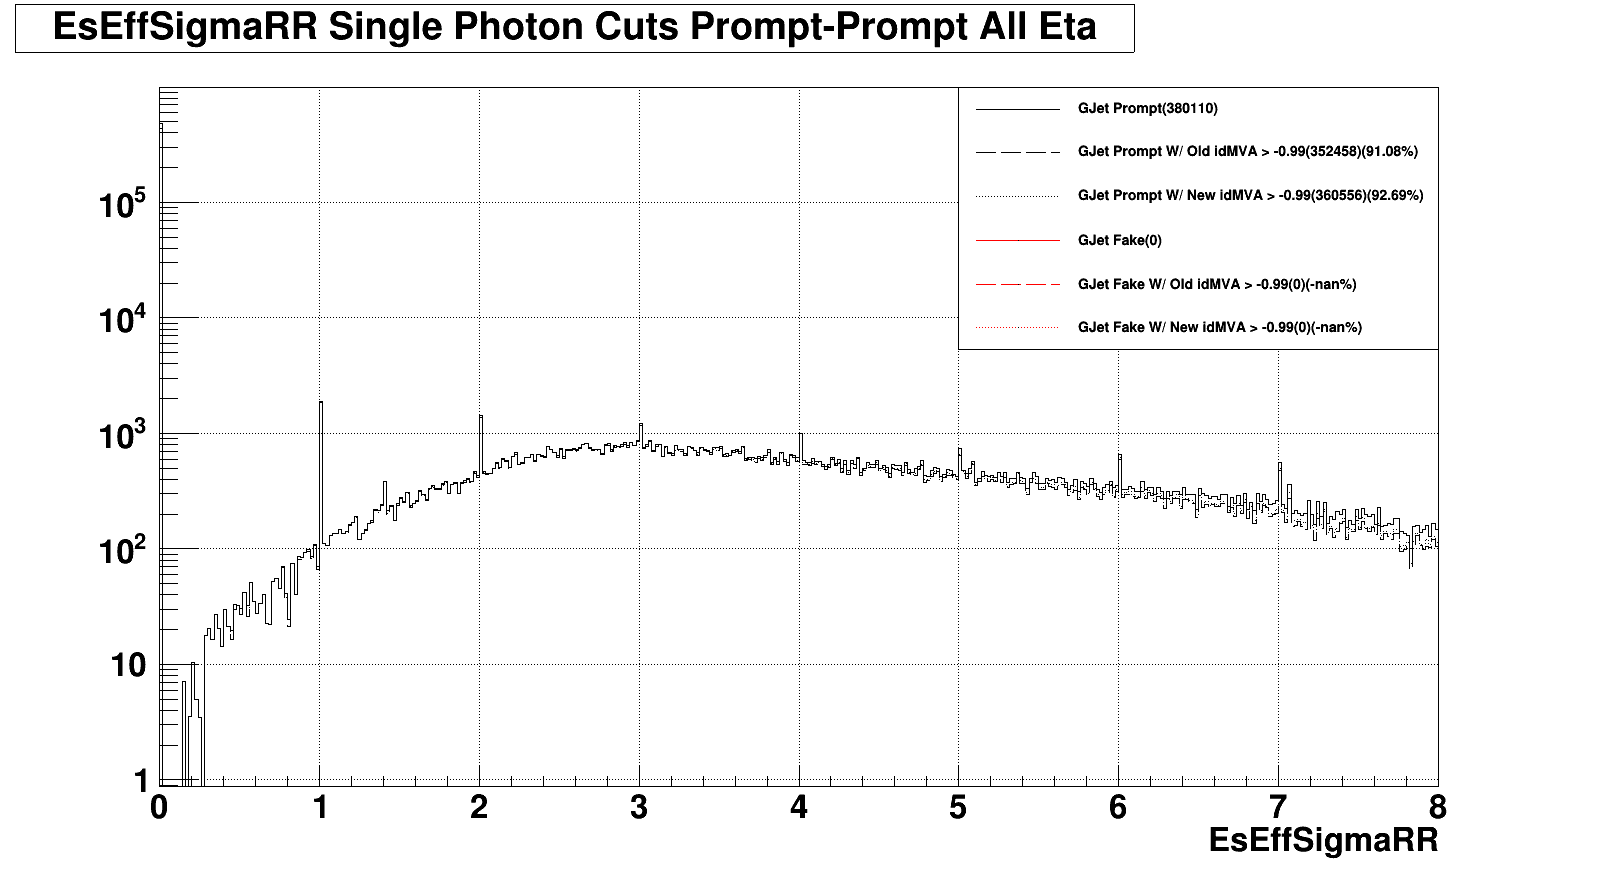 EsEffSigmaRR Single Photon Cuts Prompt-Prompt All Eta
GJet Prompt(380110)
GJet Prompt W/ Old idMVA > -0.99(352458)(91.08%)
GJet Prompt W/ New idMVA > -0.99(360556)(92.69%)
GJet Fake(0)
GJet Fake W/ Old idMVA > -0.99(0)(-nan%)
GJet Fake W/ New idMVA > -0.99(0)(-nan%)
10^5
10^4
10^3
10^2
10
1
0 1 2 3 4 5 6 7 8
EsEffSigmaRR